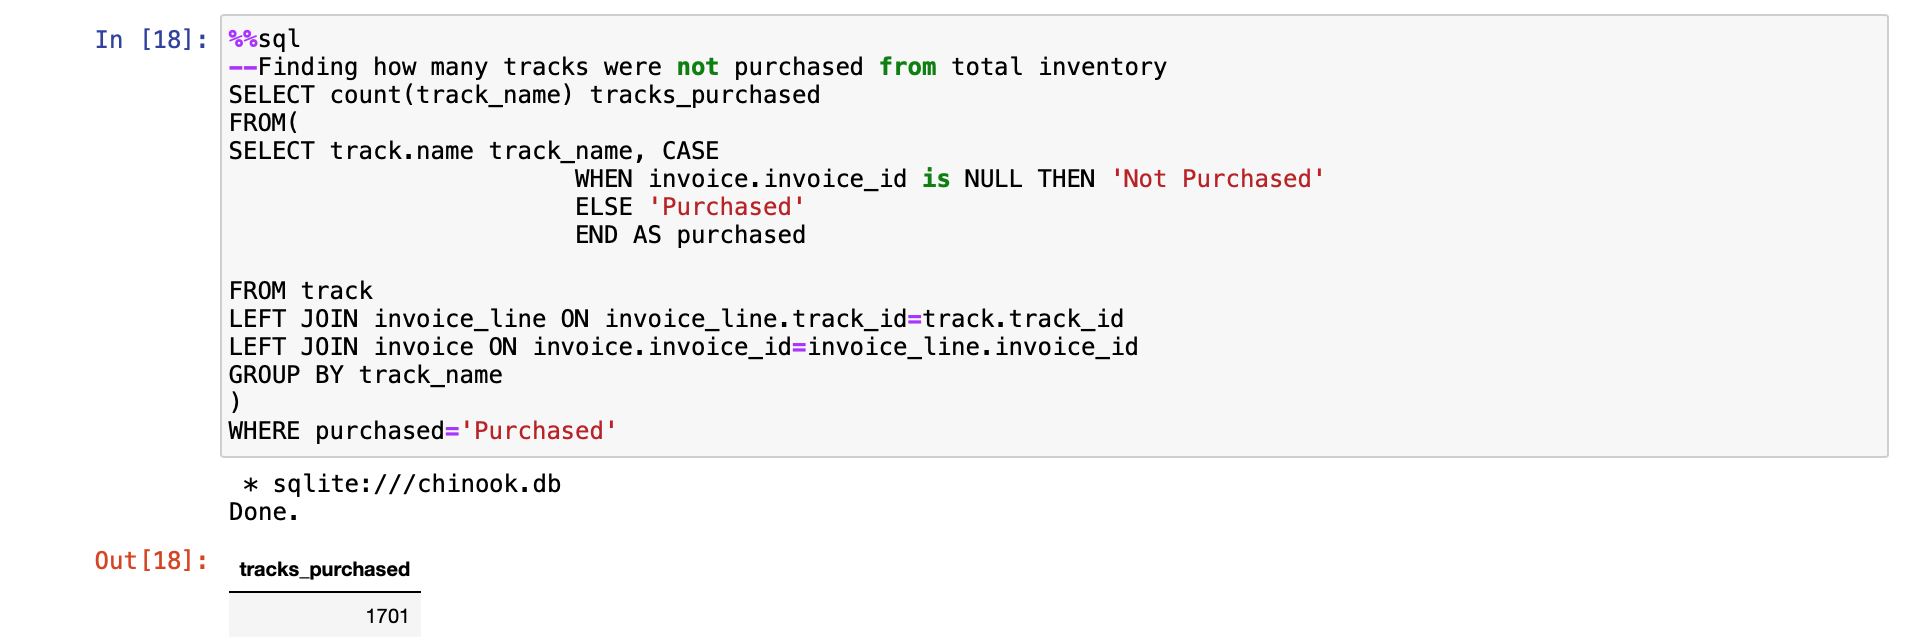 In [18]:
%%sql
--Finding how many tracks were not purchased from total inventory
SELECT count(track_name) tracks_purchased
FROM(
SELECT track.name track_name, CASE
WHEN invoice.invoice_id is NULL THEN 'Not Purchased'
ELSE 'Purchased'
END AS purchased
FROM track
LEFT JOIN invoice_line ON invoice_line.track_id=track.track_id
LEFT JOIN invoice ON invoice.invoice_id=invoice_line.invoice_id
GROUP BY track_name
)
WHERE purchased='Purchased'
* sqlite:///chinook.db
Done.
Out[18]:
tracks_purchased
1701